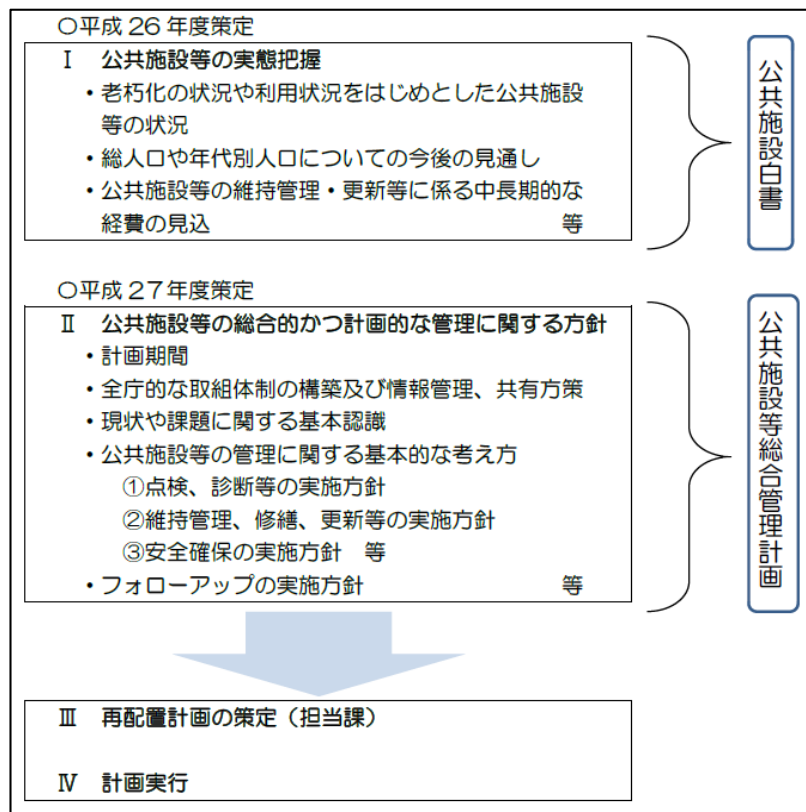 〇平成26年度策定
Ⅰ 公共施設等の実態把握
・老朽化の状況や利用状況をはじめとした公共施設
等の状況
・総人口や年代別人口についての今後の見通し
・公共施設等の維持管理・更新等に係る中長期的な
経費の見込 等
公共施設白書
〇平成27年度策定
Ⅱ 公共施設等の総合的かつ計画的な管理に関する方針
・計画期間
・全庁的な取組体制の構築及び情報管理、共有方策
・現状や課題に関する基本認識
・公共施設等の管理に関する基本的な考え方
①点検、診断等の実施方針
②維持管理、修繕、更新等の実施方針
③安全確保の実施方針 等
・フォローアップの実施方針 等
公共施設等総合管理計画
Ⅲ 再配置計画の策定（担当課）
Ⅳ 計画実行